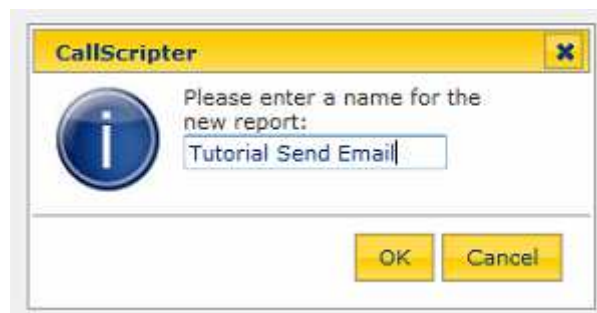 CallScripter
Please enter a name for the
new report:
Tutorial Send Email
OK Cancel